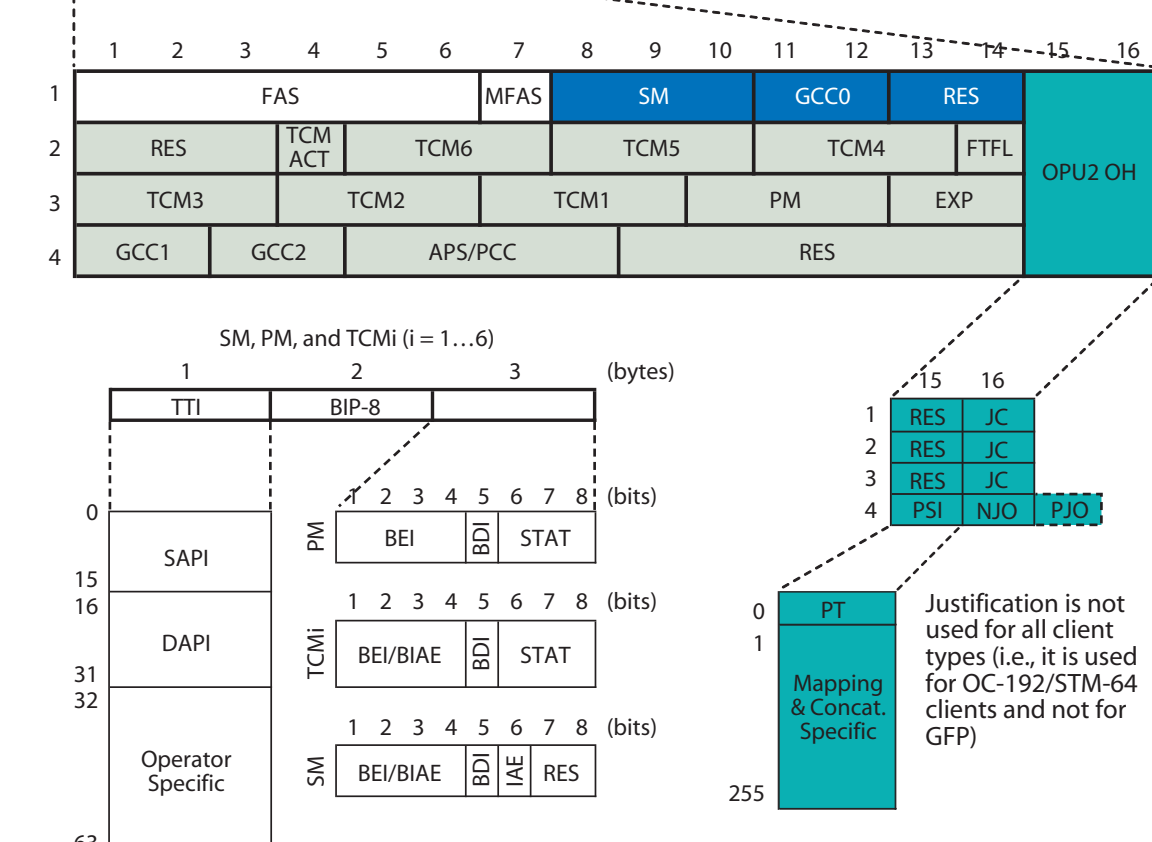 1 2 3 4 5 6 7 8 9 10 11 12 13 14 15 16
1 FAS MFAS SM GCC0 RES
2 RES TCM ACT TCM6 TCM5 TCM4 FTFL
OPU2 OH
3 TCM3 TCM2 TCM1 PM EXP
4 GCC1 GCC2 APS/PCC RES
SM, PM, and TCMi (i = 1…6)
1 2 3 (bytes)
TTI BIP-8
0
SAPI
15
16
DAPI
31
32
Operator
Specific
63
1 2 3 4 5 6 7 8 (bits)
PM BEI BDI STAT
1 2 3 4 5 6 7 8 (bits)
TCMi BEI/BIAE BDI STAT
1 2 3 4 5 6 7 8 (bits)
SM BEI/BIAE BDI IAE RES
15 16
1 RES JC
2 RES JC
3 RES JC
4 PSI NJO PJO
0 PT
1
Mapping
& Concat.
Specific
255
Justification is not
used for all client
types (i.e., it is used
for OC-192/STM-64
clients and not for
GFP)